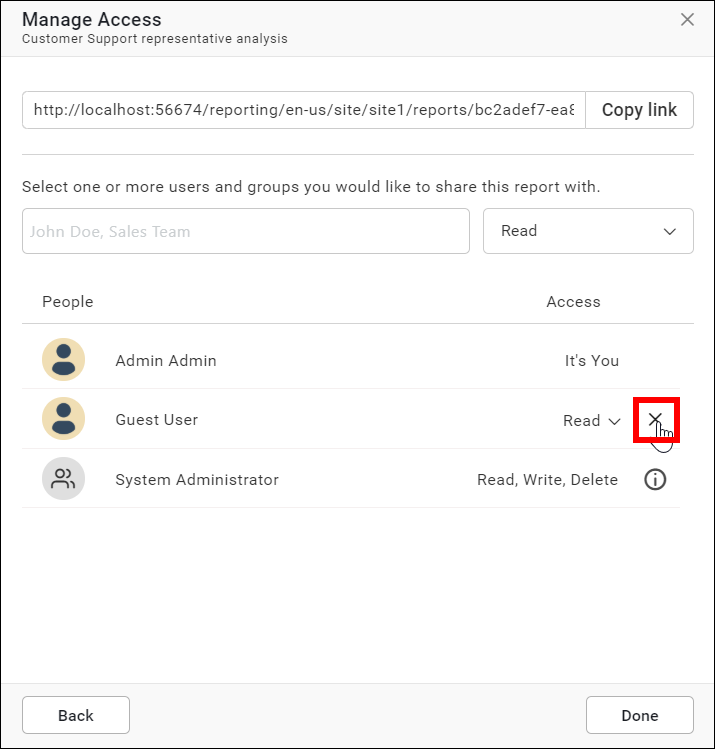 Manage Access
Customer Support representative analysis
http://localhost:56674/reporting/en-us/site/site1/reports/bc2adef7-ea8 Copy link
Select one or more users and groups you would like to share this report with.
John Doe, Sales Team Read
People Access
Admin Admin It's You
Guest User Read
System Administrator Read, Write, Delete
Back Done